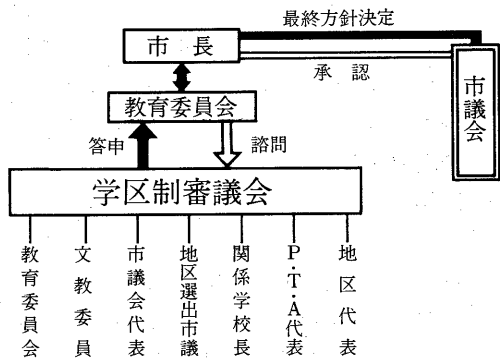 最終方針決定
市長
承認
市議会
教育委員会
答申
諮問
学区制審議会
教育委員会
文教委員
市議会代表
地区選出市議
関係学校長
P・T・A代表
地区代表